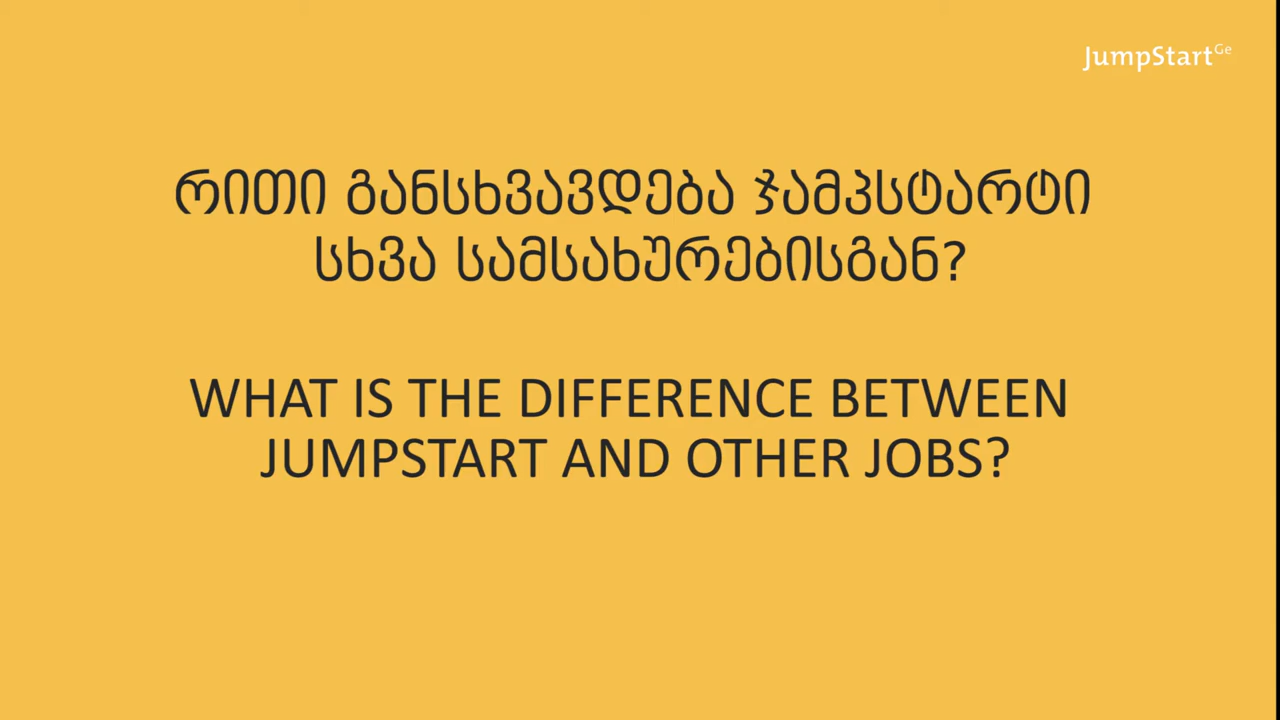 JumpStartGe
რითი განსხვავდება ჯამპსტარტი
სხვა სამსახურებისგან?
WHAT IS THE DIFFERENCE BETWEEN
JUMPSTART AND OTHER JOBS?